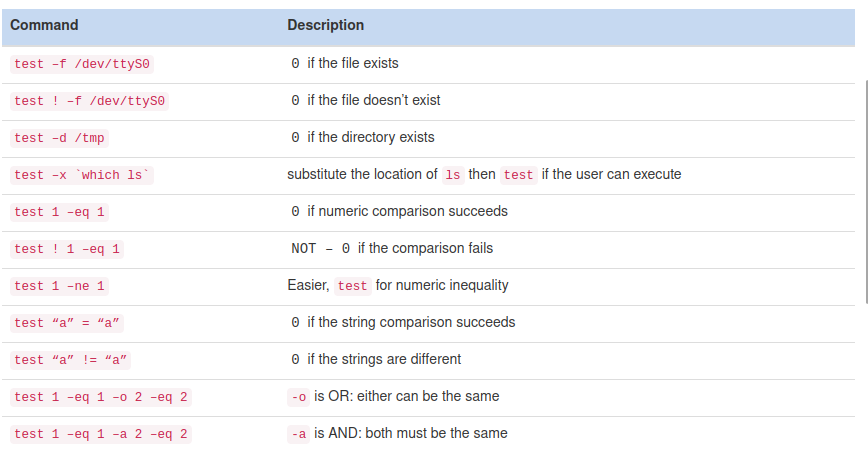 Command Description
test –f /dev/ttyS0 0 if the file exists
test ! –f /dev/ttyS0 0 if the file doesn’t exist
test –d /tmp 0 if the directory exists
test –x `which ls` substitute the location of ls then test if the user can execute
test 1 –eq 1 0 if numeric comparison succeeds
test ! 1 –eq 1 NOT – 0 if the comparison fails
test 1 –ne 1 Easier, test for numeric inequality
test “a” = “a” 0 if the string comparison succeeds
test “a” != “a” 0 if the strings are different
test 1 –eq 1 –o 2 –eq 2 -o is OR: either can be the same
test 1 –eq 1 –a 2 –eq 2 -a is AND: both must be the same